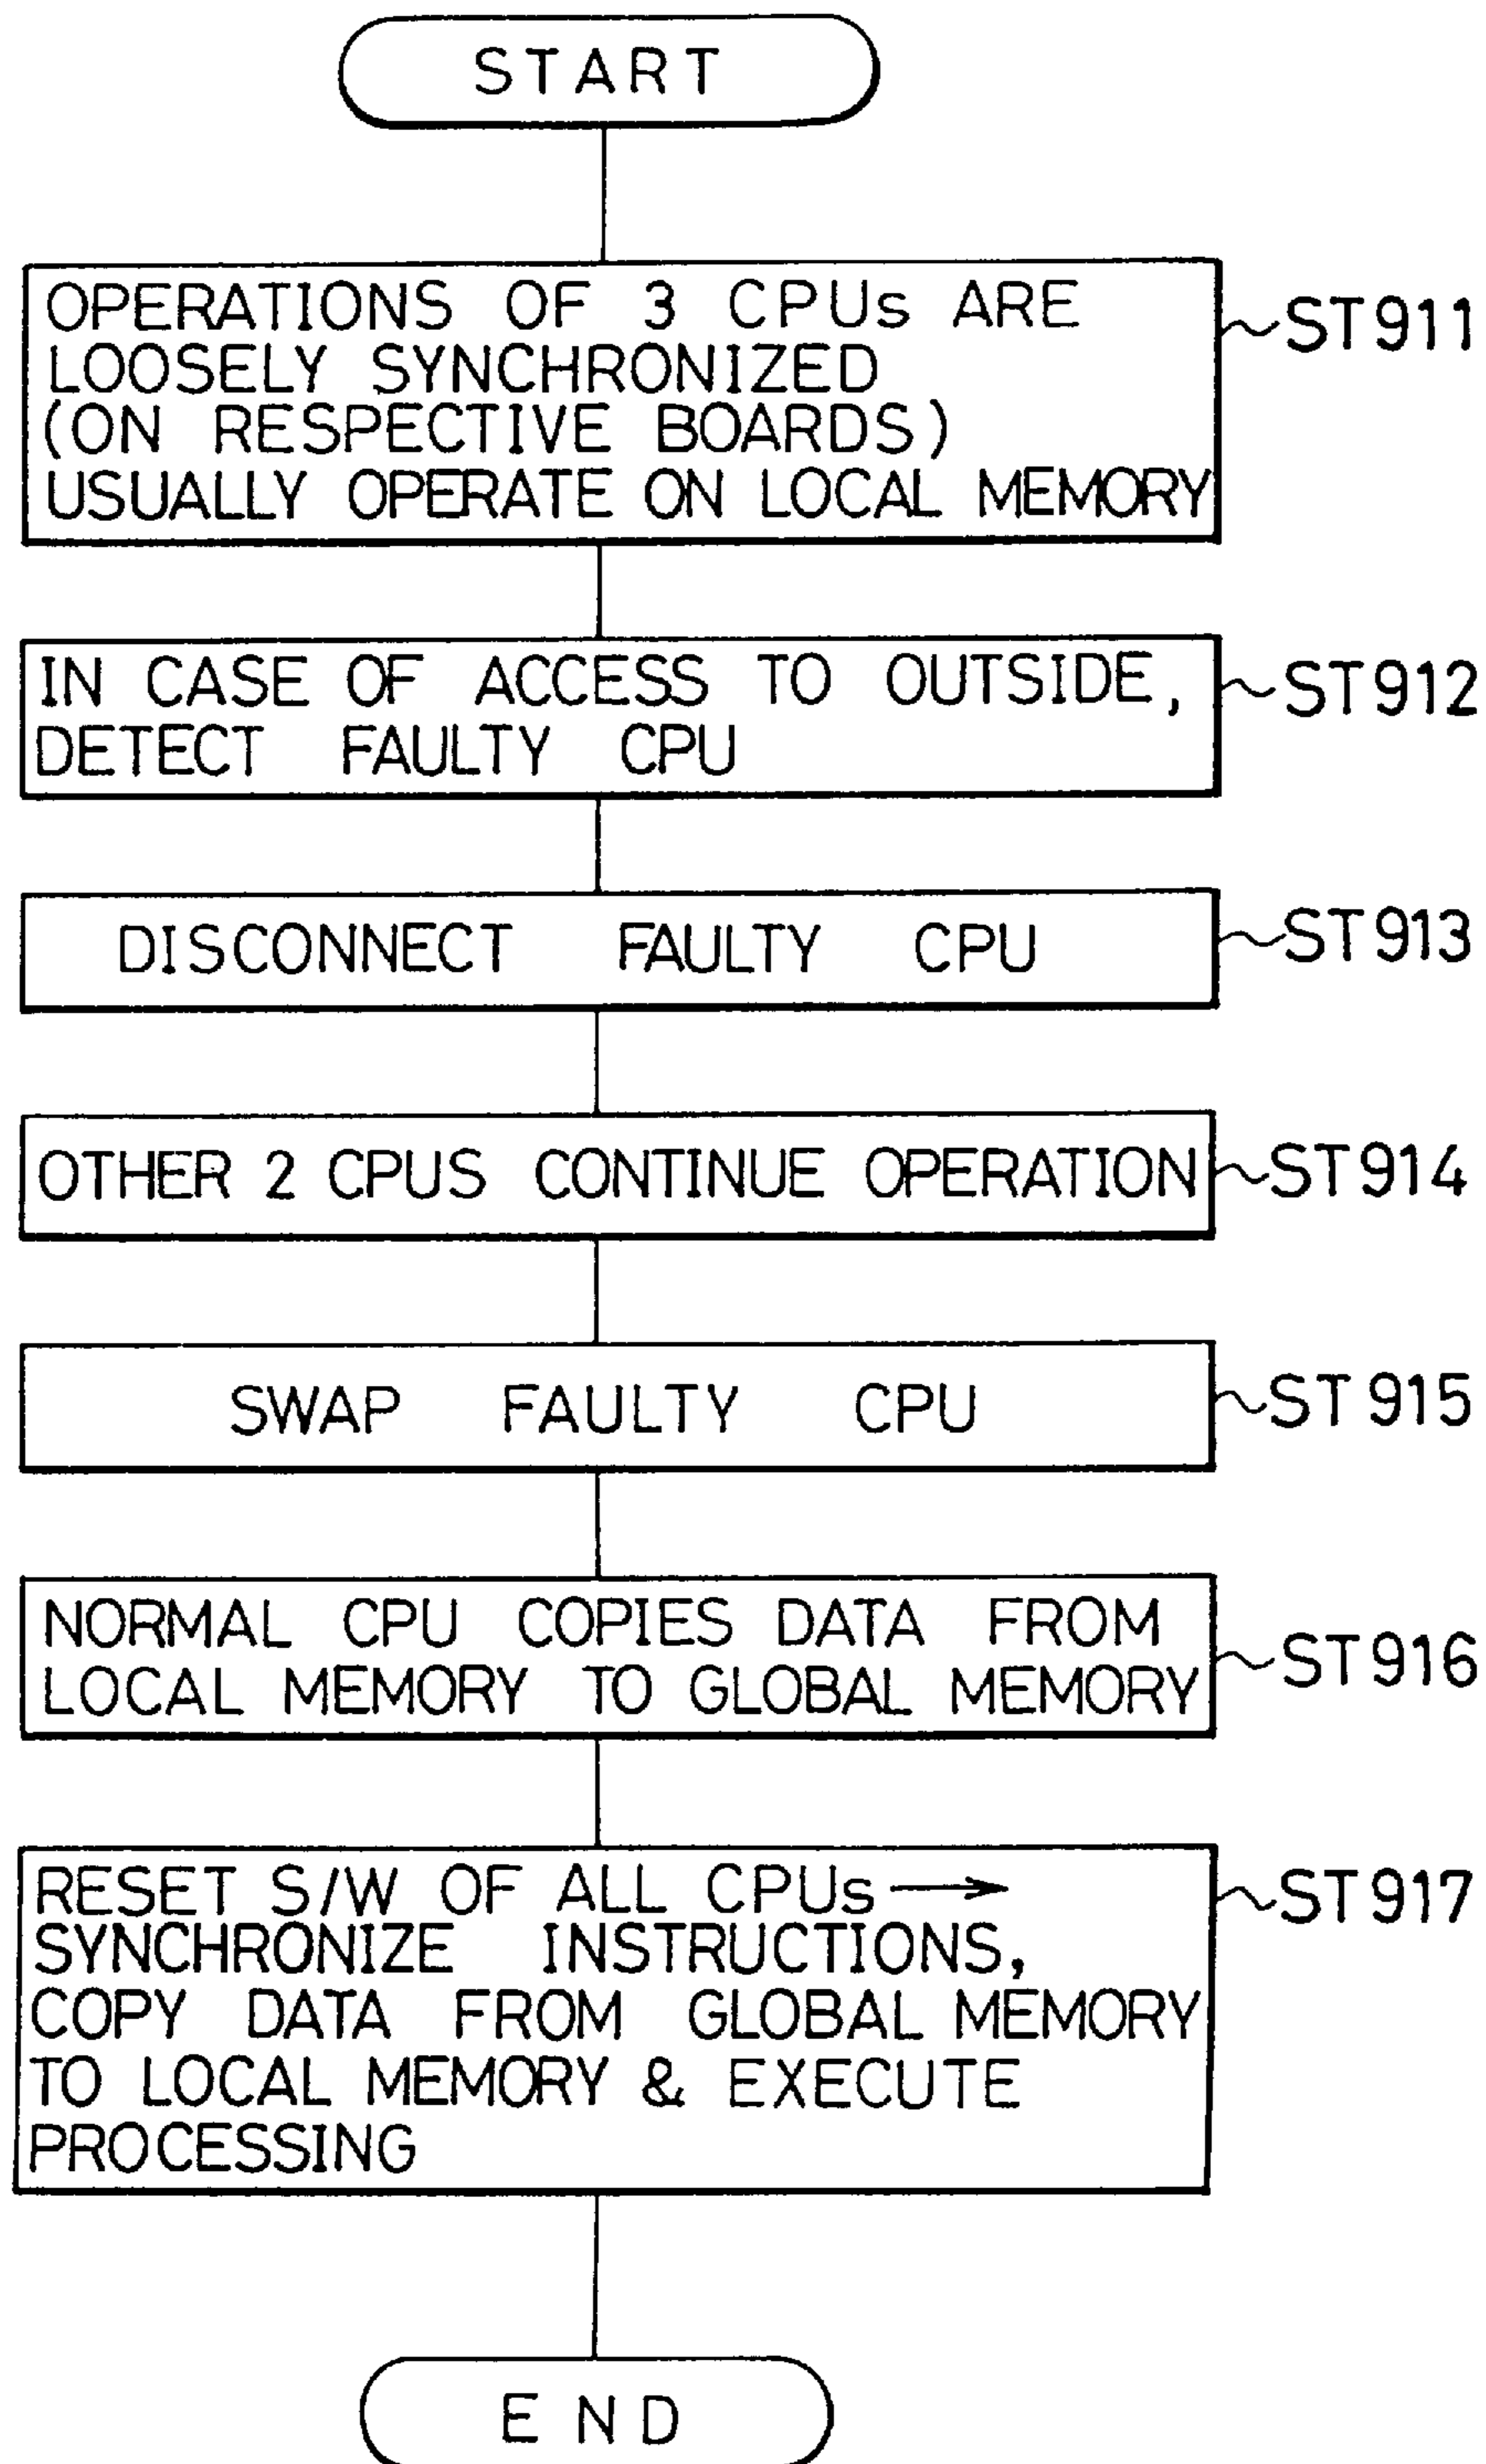 START
OPERATIONS OF 3 CPUs ARE
LOOSELY SYNCHRONIZED
(ON RESPECTIVE BOARDS)
USUALLY OPERATE ON LOCAL MEMORY
ST911
IN CASE OF ACCESS TO OUTSIDE,
DETECT FAULTY CPU
ST912
DISCONNECT FAULTY CPU
ST913
OTHER 2 CPUS CONTINUE OPERATION
ST914
SWAP FAULTY CPU
ST915
NORMAL CPU COPIES DATA FROM
LOCAL MEMORY TO GLOBAL MEMORY
ST916
RESET S/W OF ALL CPUs →
SYNCHRONIZE INSTRUCTIONS,
COPY DATA FROM GLOBAL MEMORY
TO LOCAL MEMORY & EXECUTE
PROCESSING
ST917
END